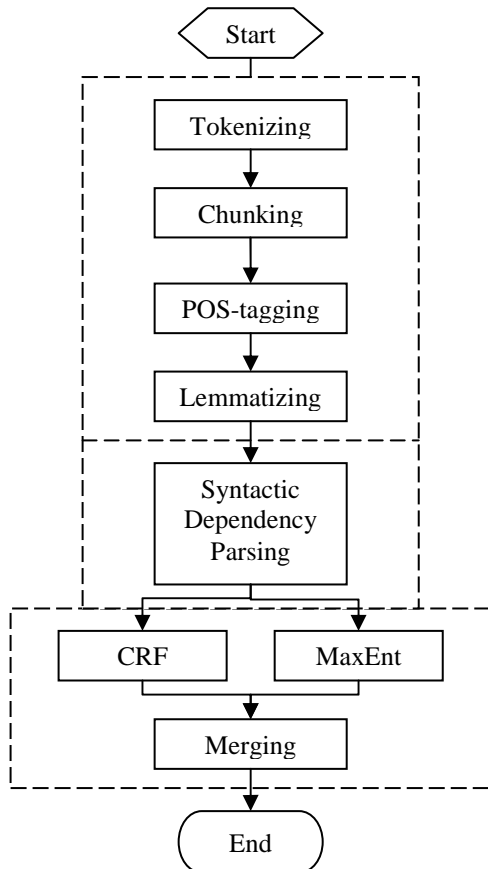 Start
Tokenizing
Chunking
POS-tagging
Lemmatizing
Syntactic
Dependency
Parsing
CRF
MaxEnt
Merging
End